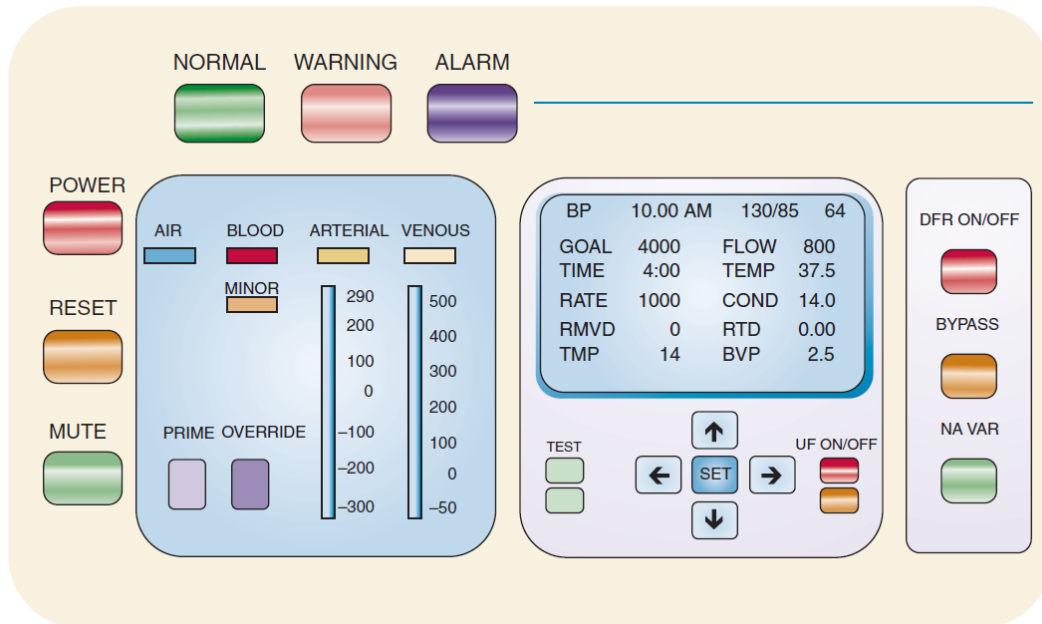 NORMAL WARNING ALARM
POWER
RESET
MUTE
AIR BLOOD ARTERIAL VENOUS
MINOR
290
200
100
0
–100
–200
–300
500
400
300
200
100
0
–50
PRIME OVERRIDE
BP 10.00 AM 130/85 64
GOAL 4000 FLOW 800
TIME 4:00 TEMP 37.5
RATE 1000 COND 14.0
RMVD 0 RTD 0.00
TMP 14 BVP 2.5
TEST
SET
UF ON/OFF
DFR ON/OFF
BYPASS
NA VAR